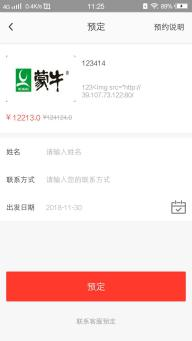 4G 0.4K/s 11:25 89%
预定 预约说明
蒙牛
123414
123<img src="http://
39.107.73.122:80/
¥12213.0 ¥124124.0
姓名 请输入姓名
联系方式 请输入您的联系方式
出发日期 2018-11-30
预定
联系客服预定